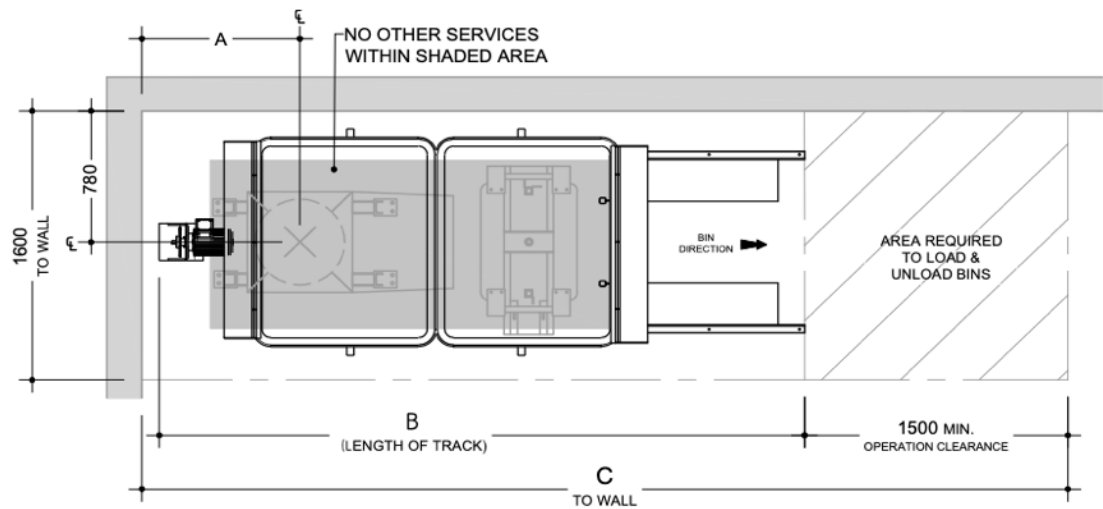 ℄
A
NO OTHER SERVICES
WITHIN SHADED AREA
780
1600
TO WALL
℄
BIN
DIRECTION
AREA REQUIRED
TO LOAD &
UNLOAD BINS
B
(LENGTH OF TRACK)
1500 MIN.
OPERATION CLEARANCE
C
TO WALL